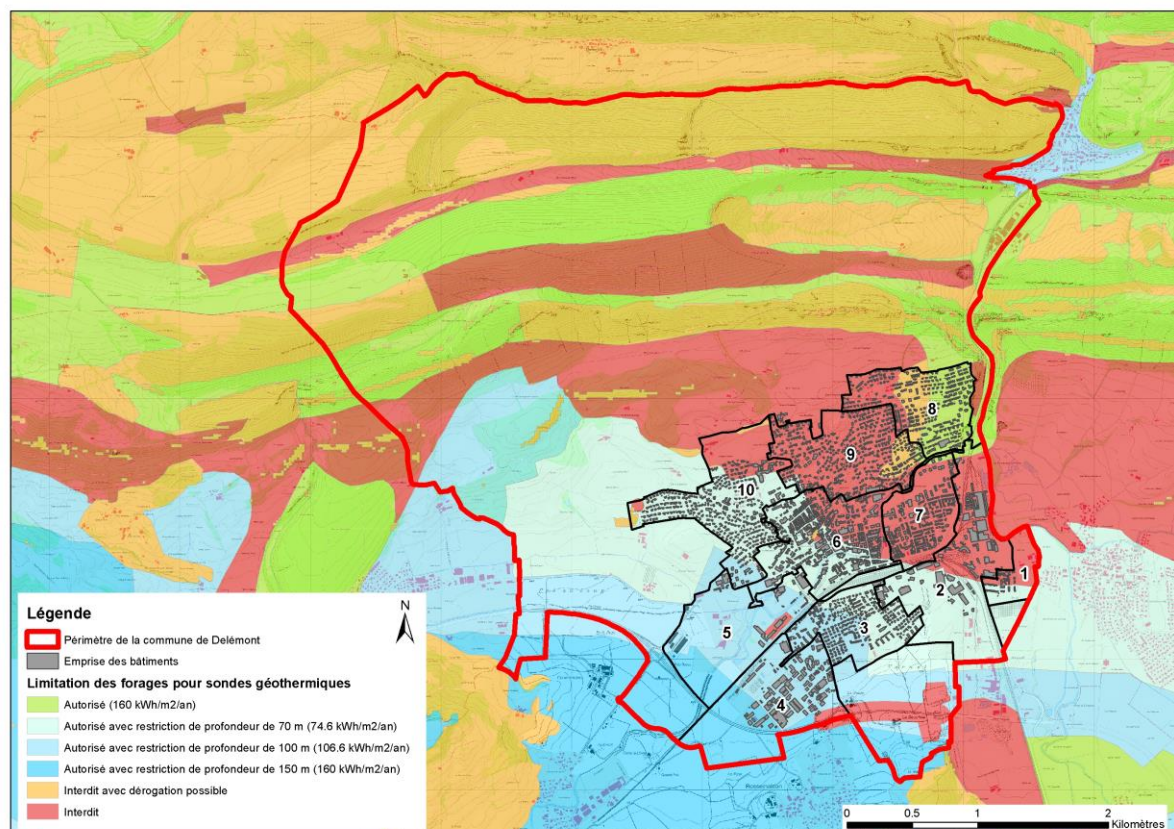 8
9
10
7
6
1
2
5
3
4
Légende
N
Périmètre de la commune de Delémont
Emprise des bâtiments
Limitation des forages pour sondes géothermiques
Autorisé (160 kWh/m2/an)
Autorisé avec restriction de profondeur de 70 m (74.6 kWh/m2/an)
Autorisé avec restriction de profondeur de 100 m (106.6 kWh/m2/an)
Autorisé avec restriction de profondeur de 150 m (160 kWh/m2/an)
Interdit avec dérogation possible
Interdit
0 0.5 1 2
Kilomètres